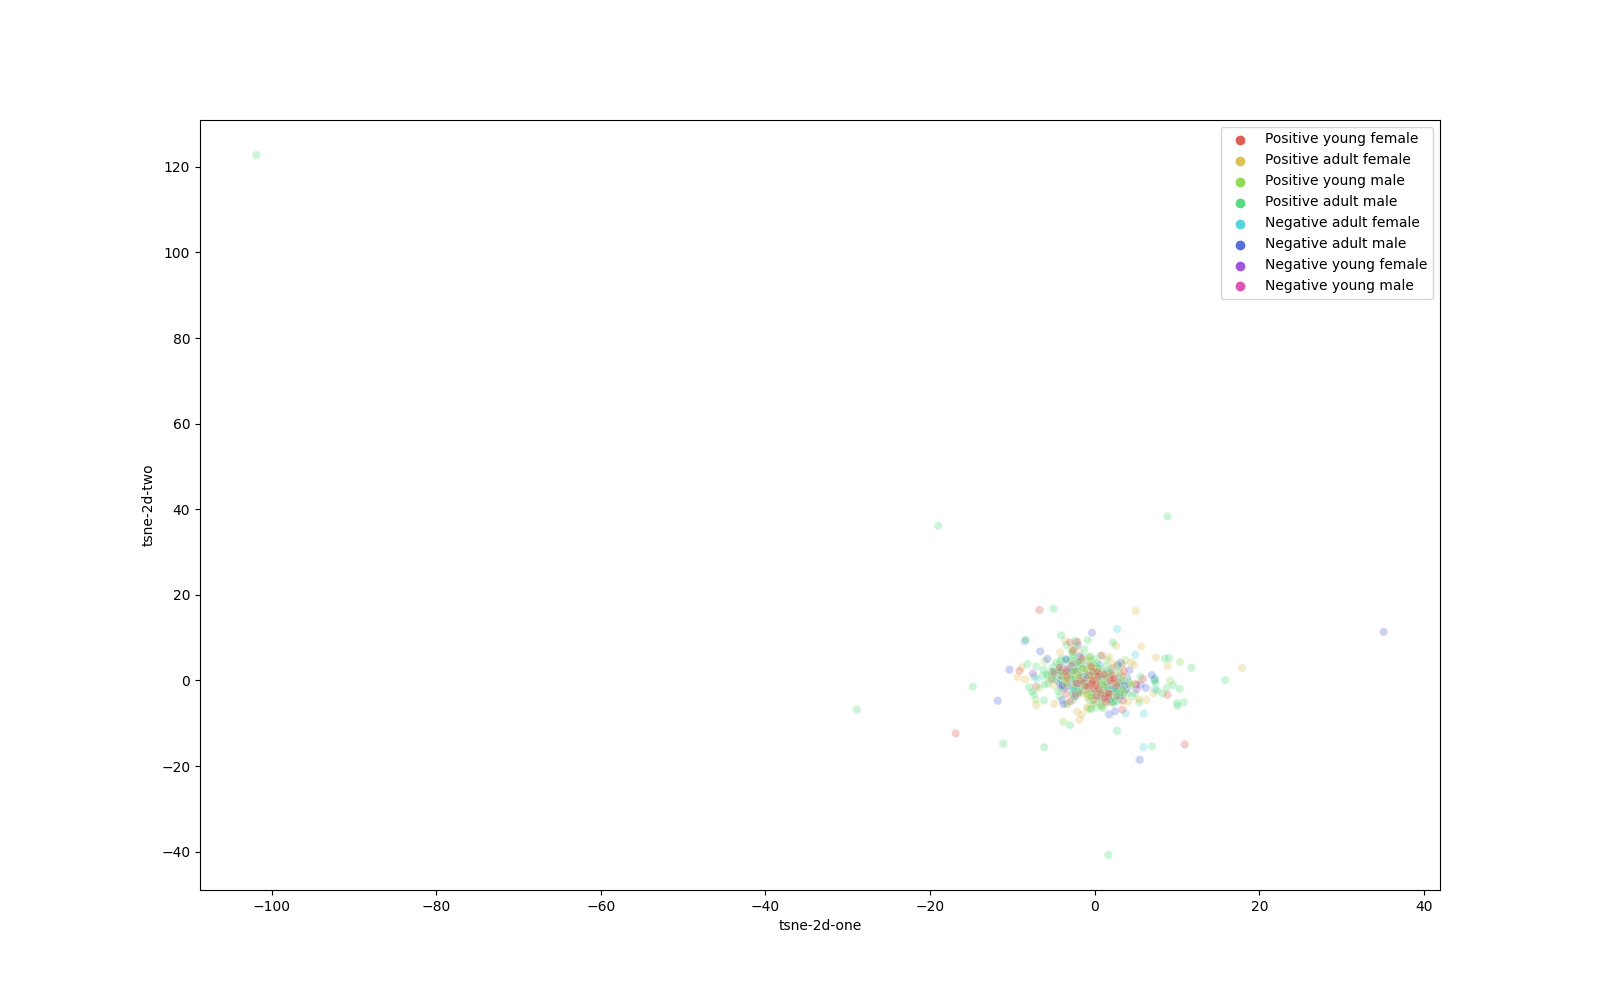 Positive young female
Positive adult female
Positive young male
Positive adult male
Negative adult female
Negative adult male
Negative young female
Negative young male
120
100
80
60
40
20
0
−20
−40
tsne-2d-two
−100 −80 −60 −40 −20 0 20 40
tsne-2d-one